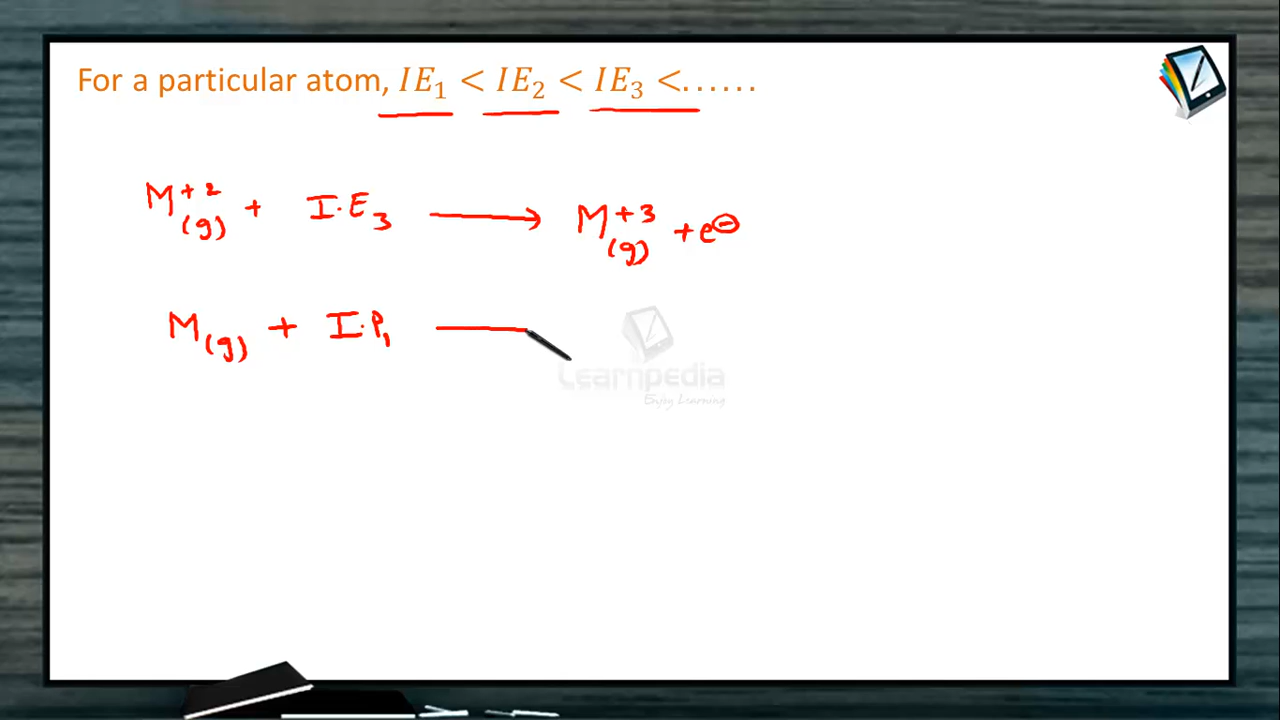 For a particular atom, IE₁ < IE₂ < IE₃ <......
M⁺²(g) + I.E₃ ⟶ M⁺³(g) + e⊖
M(g) + I.P₁ —
Learnpedia
Enjoy Learning